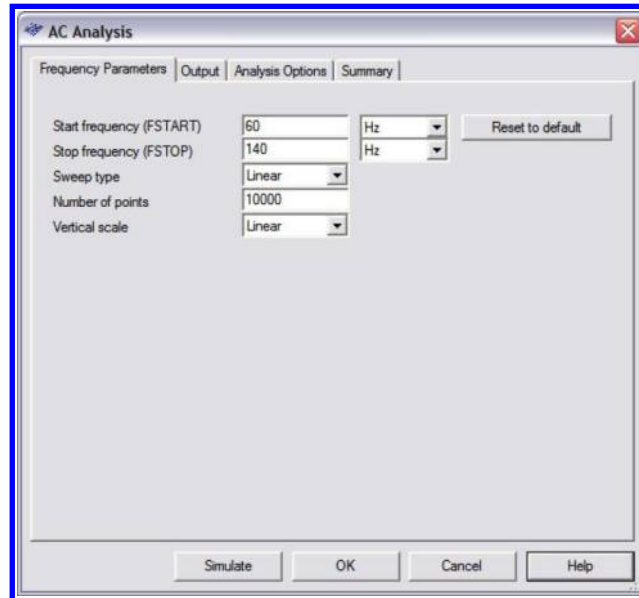 AC Analysis
Frequency Parameters Output Analysis Options Summary
Start frequency (FSTART) 60 Hz Reset to default
Stop frequency (FSTOP) 140 Hz
Sweep type Linear
Number of points 10000
Vertical scale Linear
Simulate OK Cancel Help